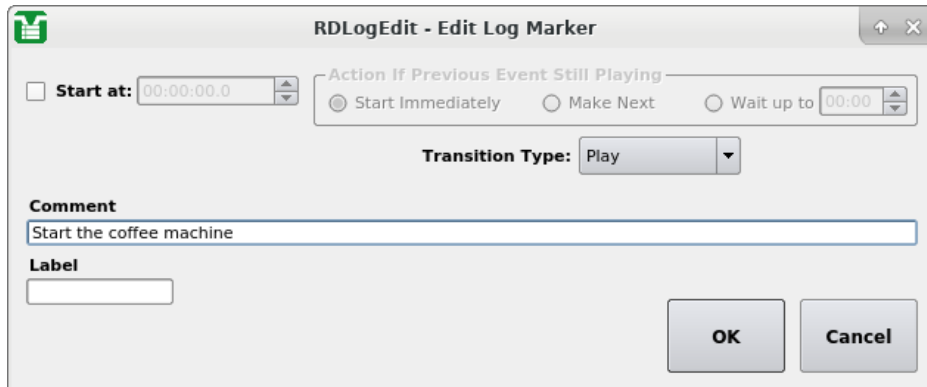 RDLogEdit - Edit Log Marker
Start at: 00:00:00.0
Action If Previous Event Still Playing
Start Immediately Make Next Wait up to 00:00
Transition Type: Play
Comment
Start the coffee machine
Label
OK Cancel